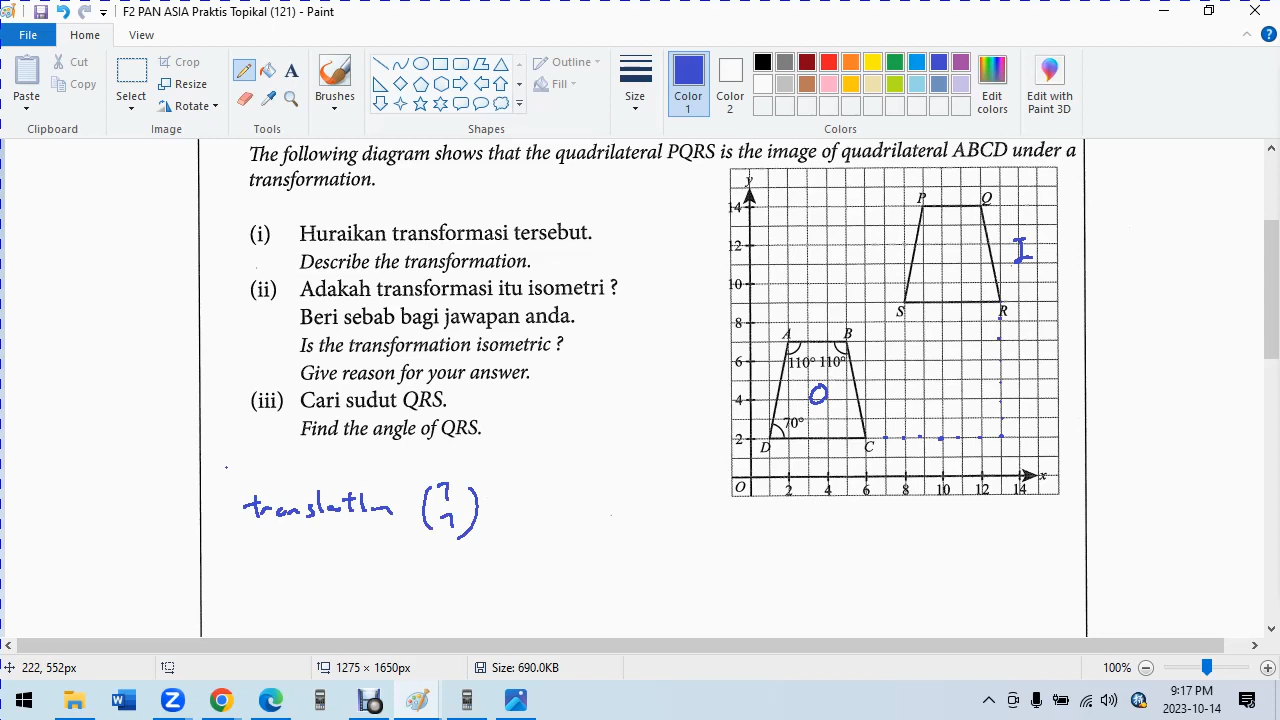 F2 PAN ASIA Praktis Topikal (121) - Paint
File Home View
Paste
Cut
Copy
Clipboard
Select
Crop
Resize
Rotate
Image
Tools
Brushes
Outline
Fill
Shapes
Size
Color 1
Color 2
Colors
Edit colors
Edit with Paint 3D
The following diagram shows that the quadrilateral PQRS is the image of quadrilateral ABCD under a
transformation.
(i) Huraikan transformasi tersebut.
Describe the transformation.
(ii) Adakah transformasi itu isometri ?
Beri sebab bagi jawapan anda.
Is the transformation isometric ?
Give reason for your answer.
(iii) Cari sudut QRS.
Find the angle of QRS.
y
14 P Q
12 I
10
S R
8
A B
6 110° 110°
4 O
70°
2 D C
O 2 4 6 8 10 12 14 x
translation (7
7)
222, 552px 1275 × 1650px Size: 690.0KB 100%
9:17 PM
2023-10-14